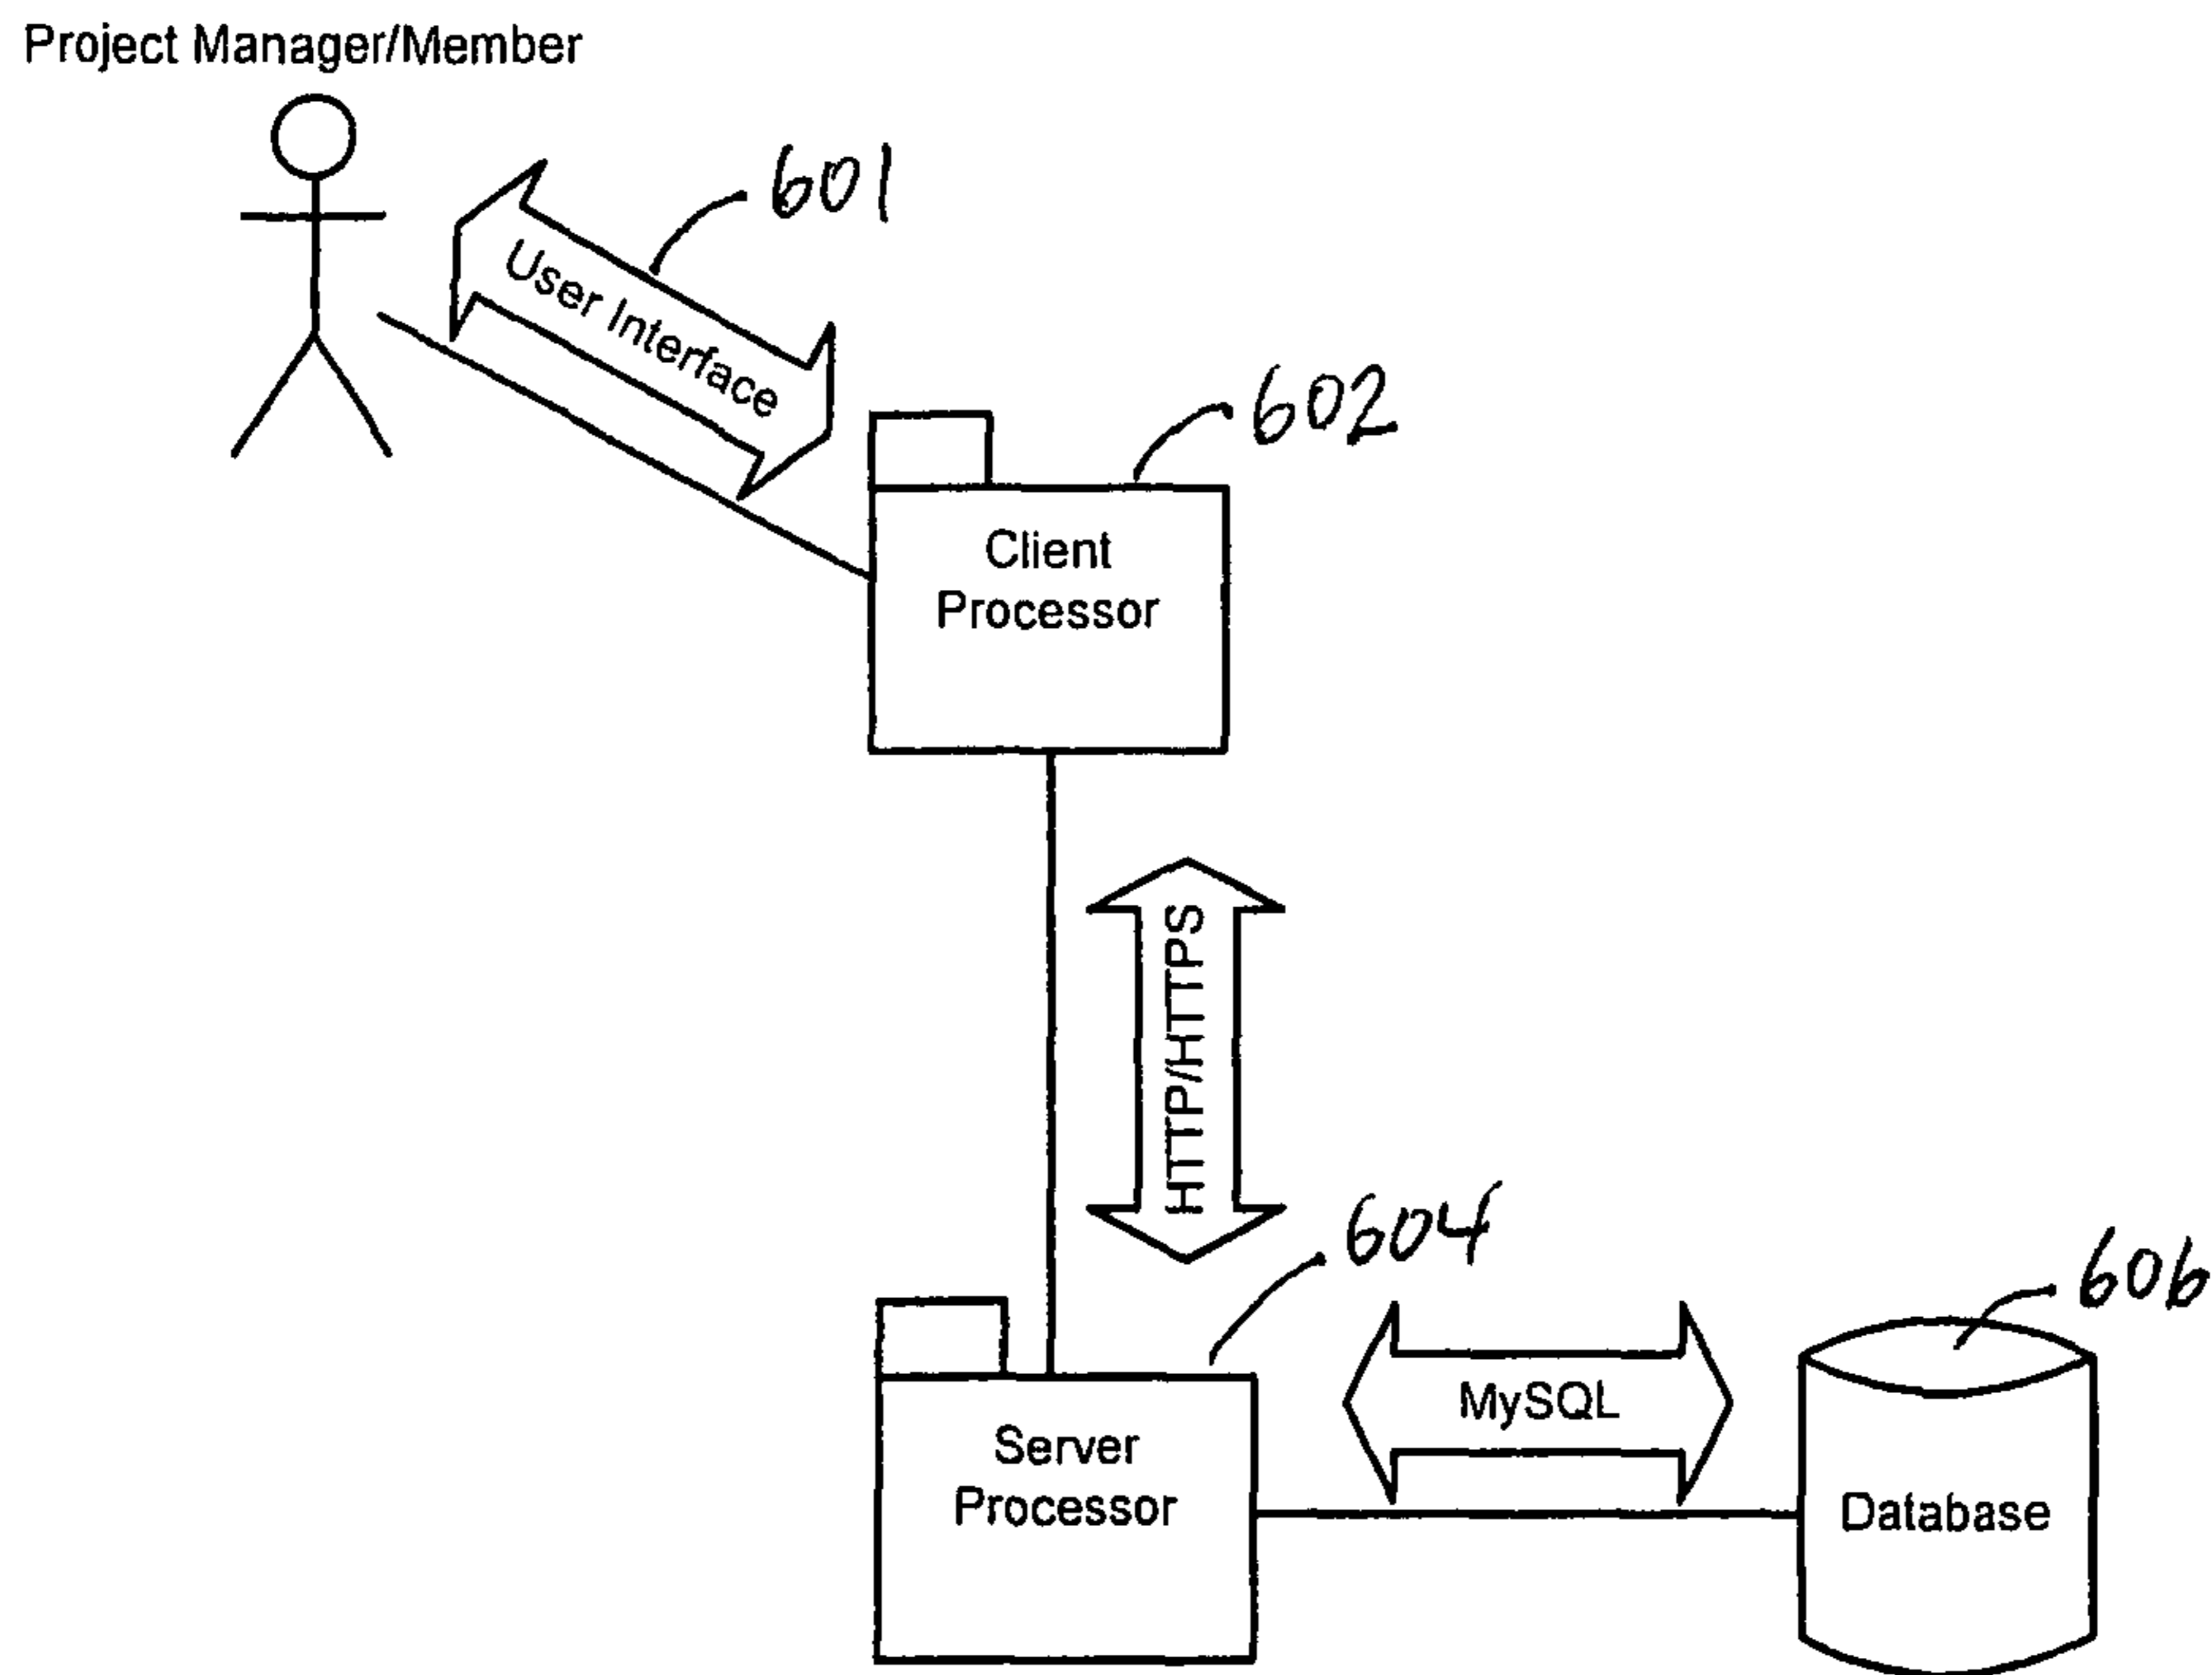 Project Manager/Member
601
User Interface
602
Client
Processor
HTTP/HTTPS
604
606
MySQL
Server
Processor
Database